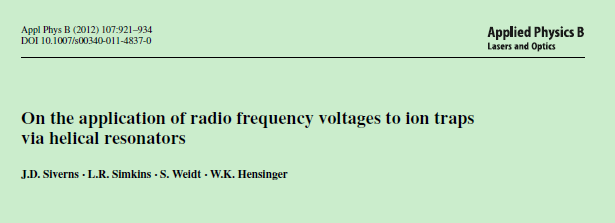 Appl Phys B (2012) 107:921–934
DOI 10.1007/s00340-011-4837-0
Applied Physics B
Lasers and Optics
On the application of radio frequency voltages to ion traps
via helical resonators
J.D. Siverns · L.R. Simkins · S. Weidt · W.K. Hensinger